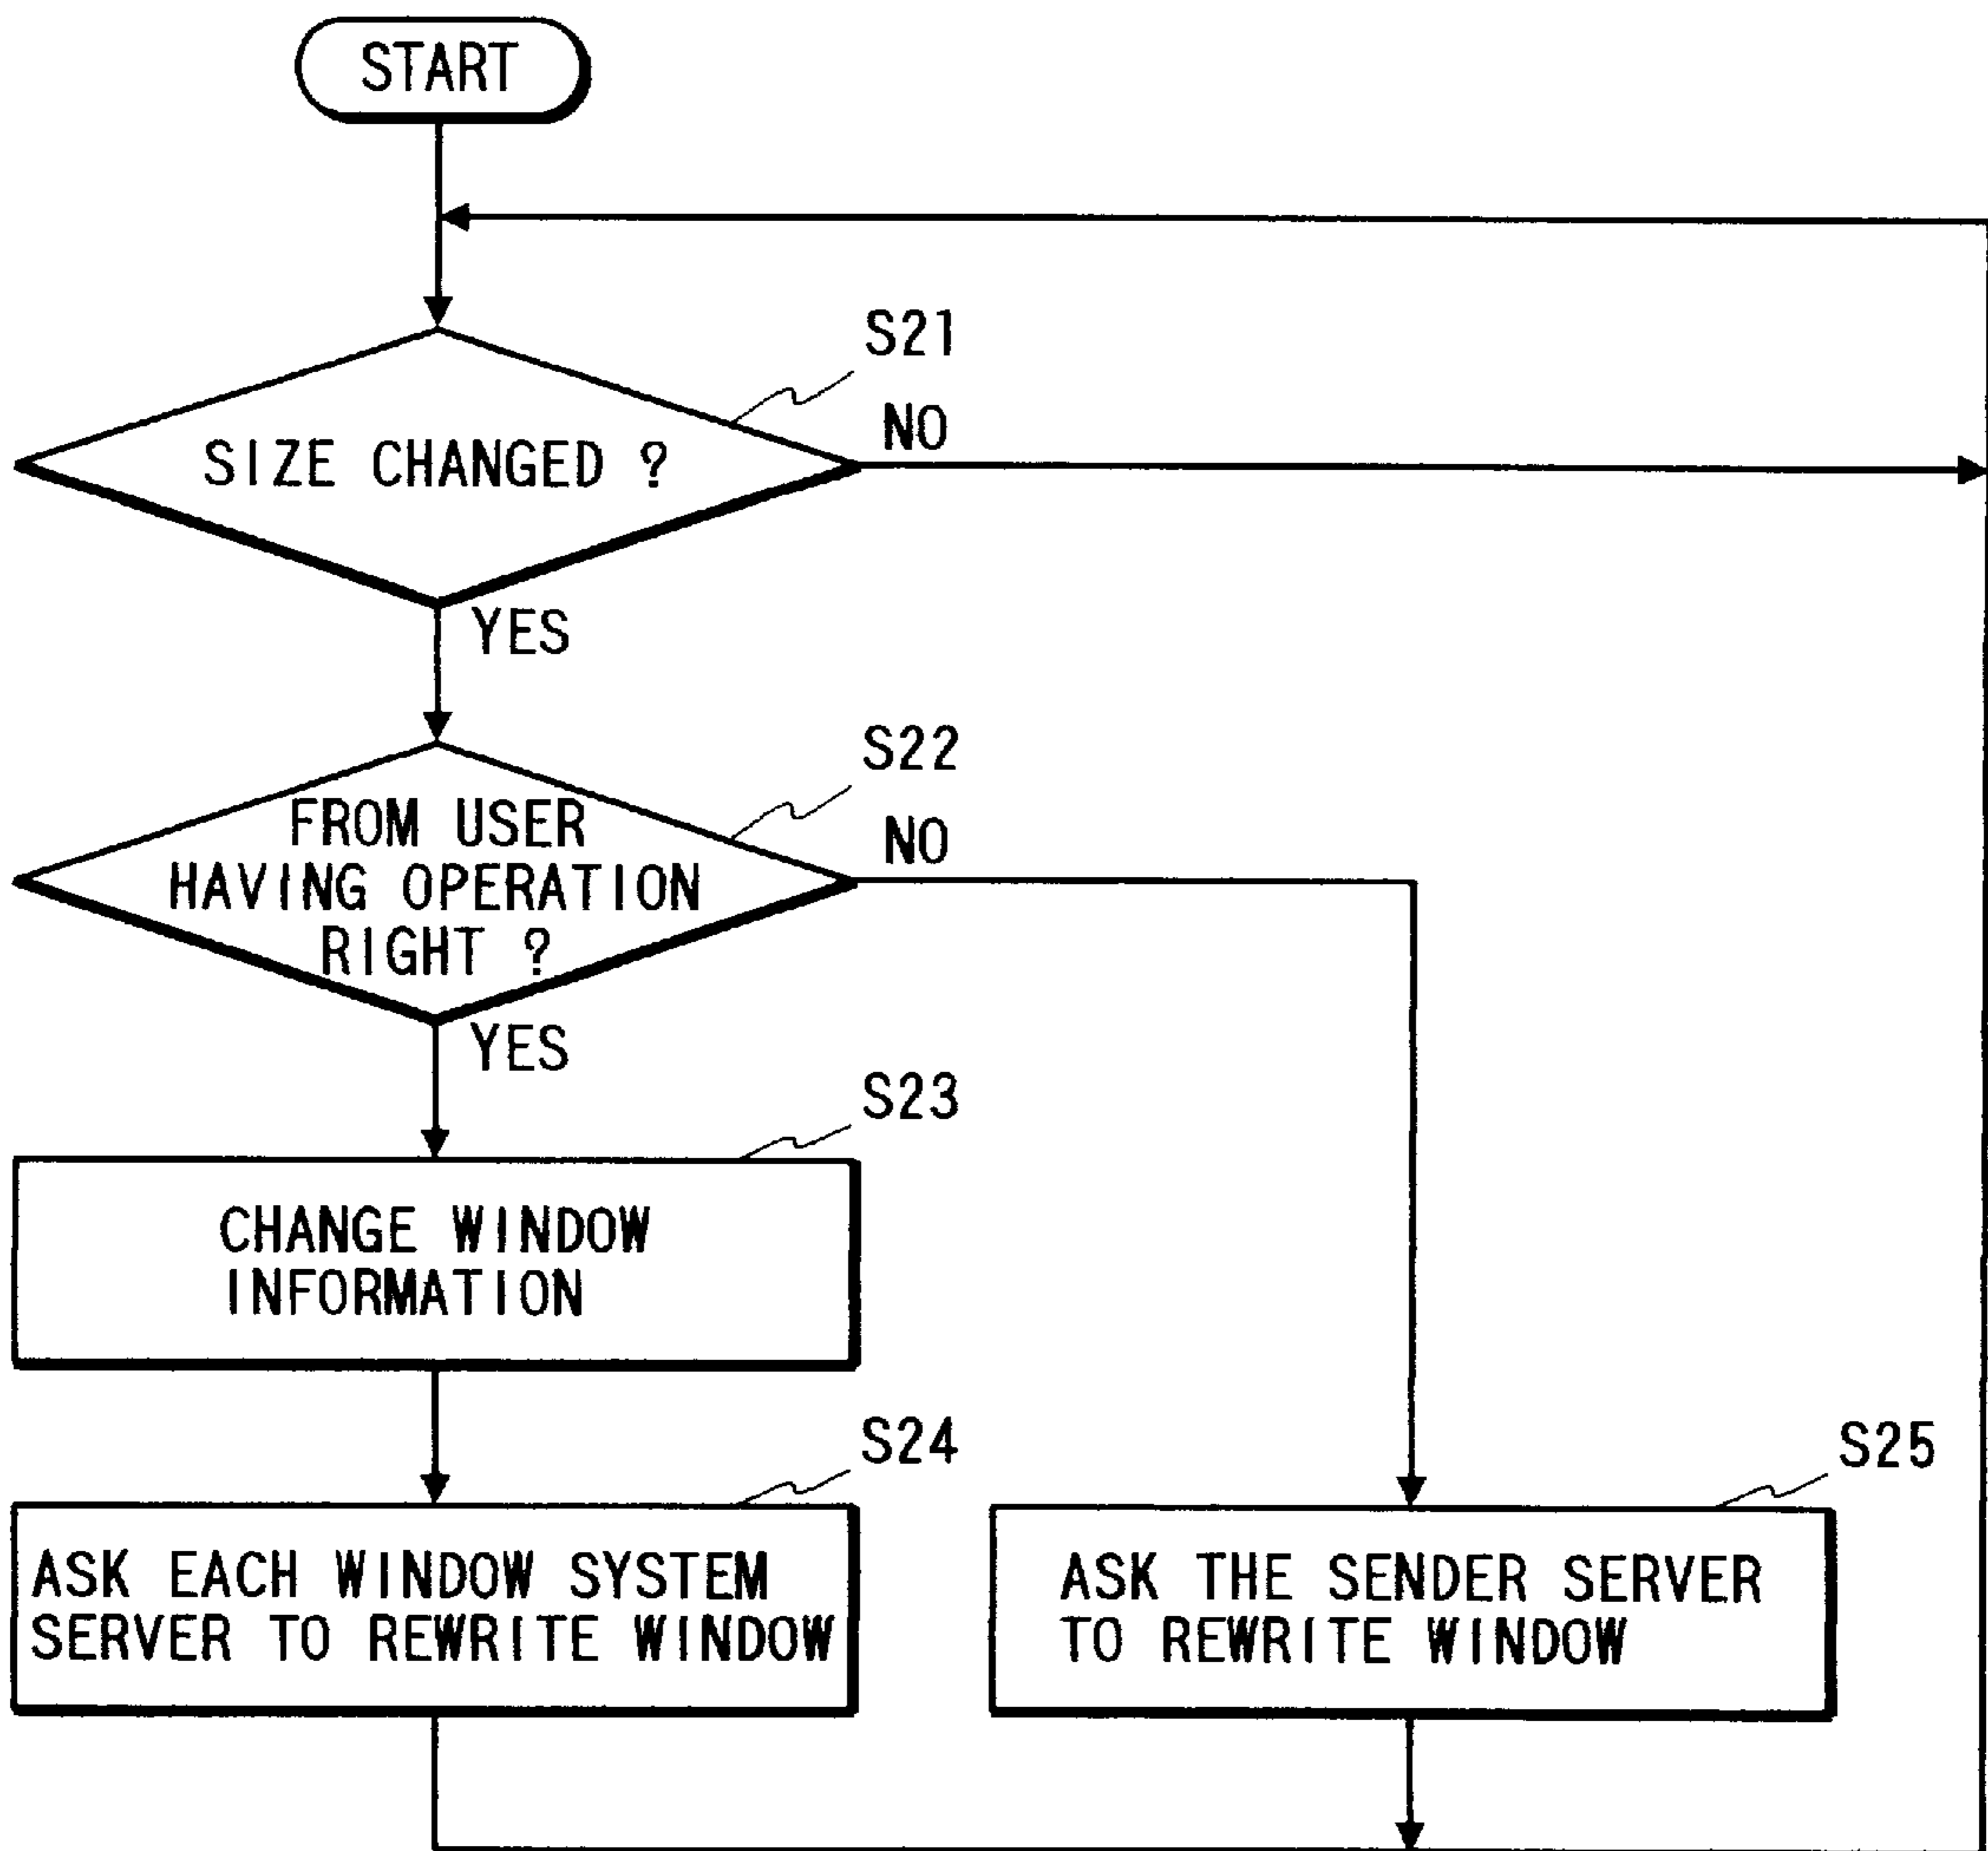 START
S21
NO
SIZE CHANGED ?
YES
S22
FROM USER
HAVING OPERATION
RIGHT ?
NO
YES
S23
CHANGE WINDOW
INFORMATION
S24
ASK EACH WINDOW SYSTEM
SERVER TO REWRITE WINDOW
S25
ASK THE SENDER SERVER
TO REWRITE WINDOW